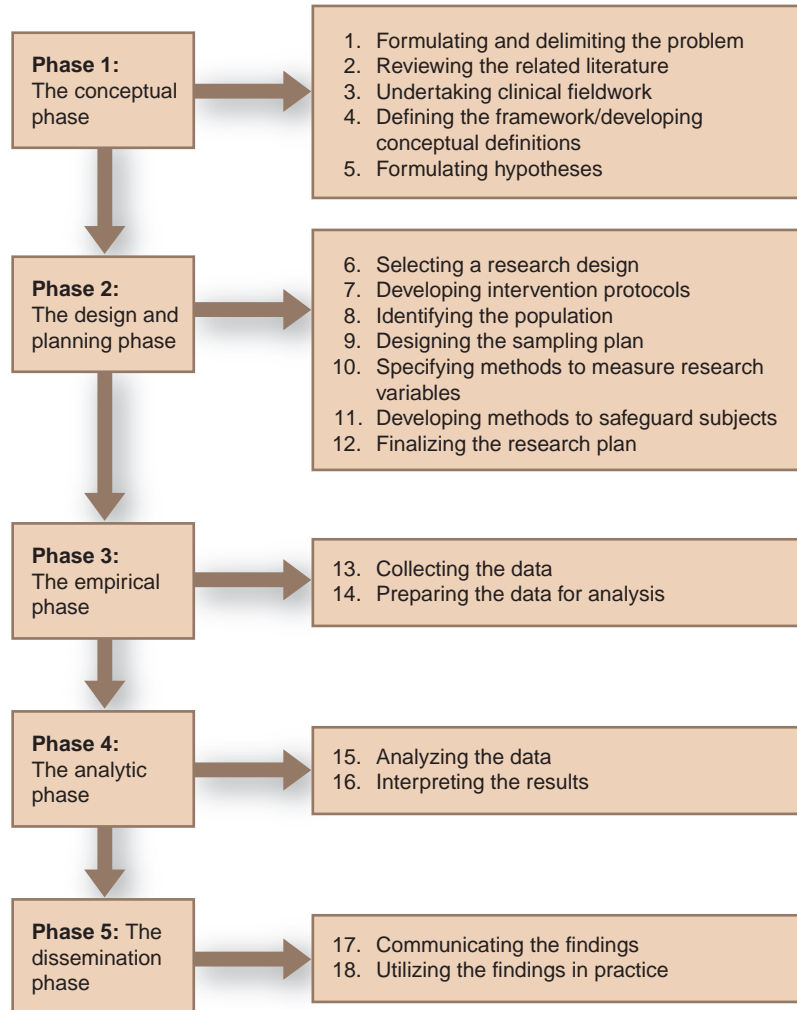 Phase 1:
The conceptual
phase
1. Formulating and delimiting the problem
2. Reviewing the related literature
3. Undertaking clinical fieldwork
4. Defining the framework/developing
conceptual definitions
5. Formulating hypotheses
Phase 2:
The design and
planning phase
6. Selecting a research design
7. Developing intervention protocols
8. Identifying the population
9. Designing the sampling plan
10. Specifying methods to measure research
variables
11. Developing methods to safeguard subjects
12. Finalizing the research plan
Phase 3:
The empirical
phase
13. Collecting the data
14. Preparing the data for analysis
Phase 4:
The analytic
phase
15. Analyzing the data
16. Interpreting the results
Phase 5: The
dissemination
phase
17. Communicating the findings
18. Utilizing the findings in practice